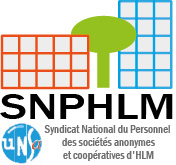 SNPHLM
UNSa
Syndicat National du Personnel
des sociétés anonymes
et coopératives d'HLM